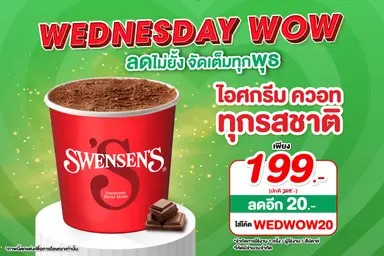 WEDNESDAY WOW
ลดไม่ยั้ง จัดเต็มทุกพุธ
ไอศกรีม ควอท
ทุกรสชาติ
เพียง
199.-
ลดอีก 20.-
ใส่โค้ด WEDWOW20
SWENSEN'S